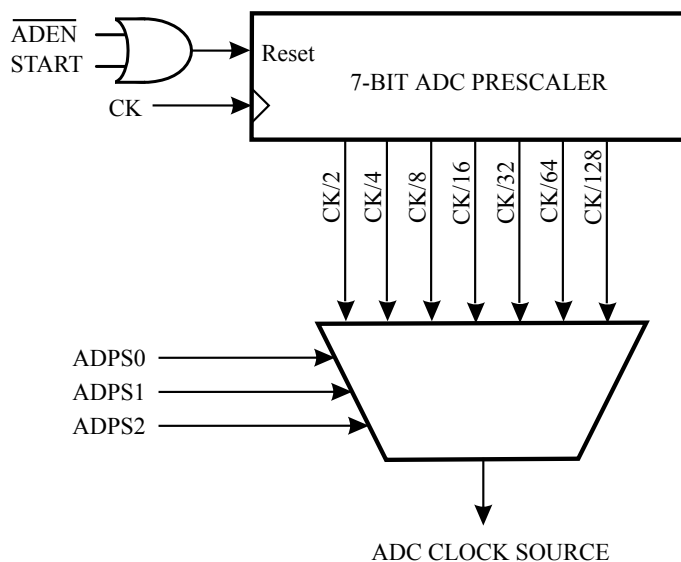 ADEN
START
Reset
7-BIT ADC PRESCALER
CK
CK/2
CK/4
CK/8
CK/16
CK/32
CK/64
CK/128
ADPS0
ADPS1
ADPS2
ADC CLOCK SOURCE